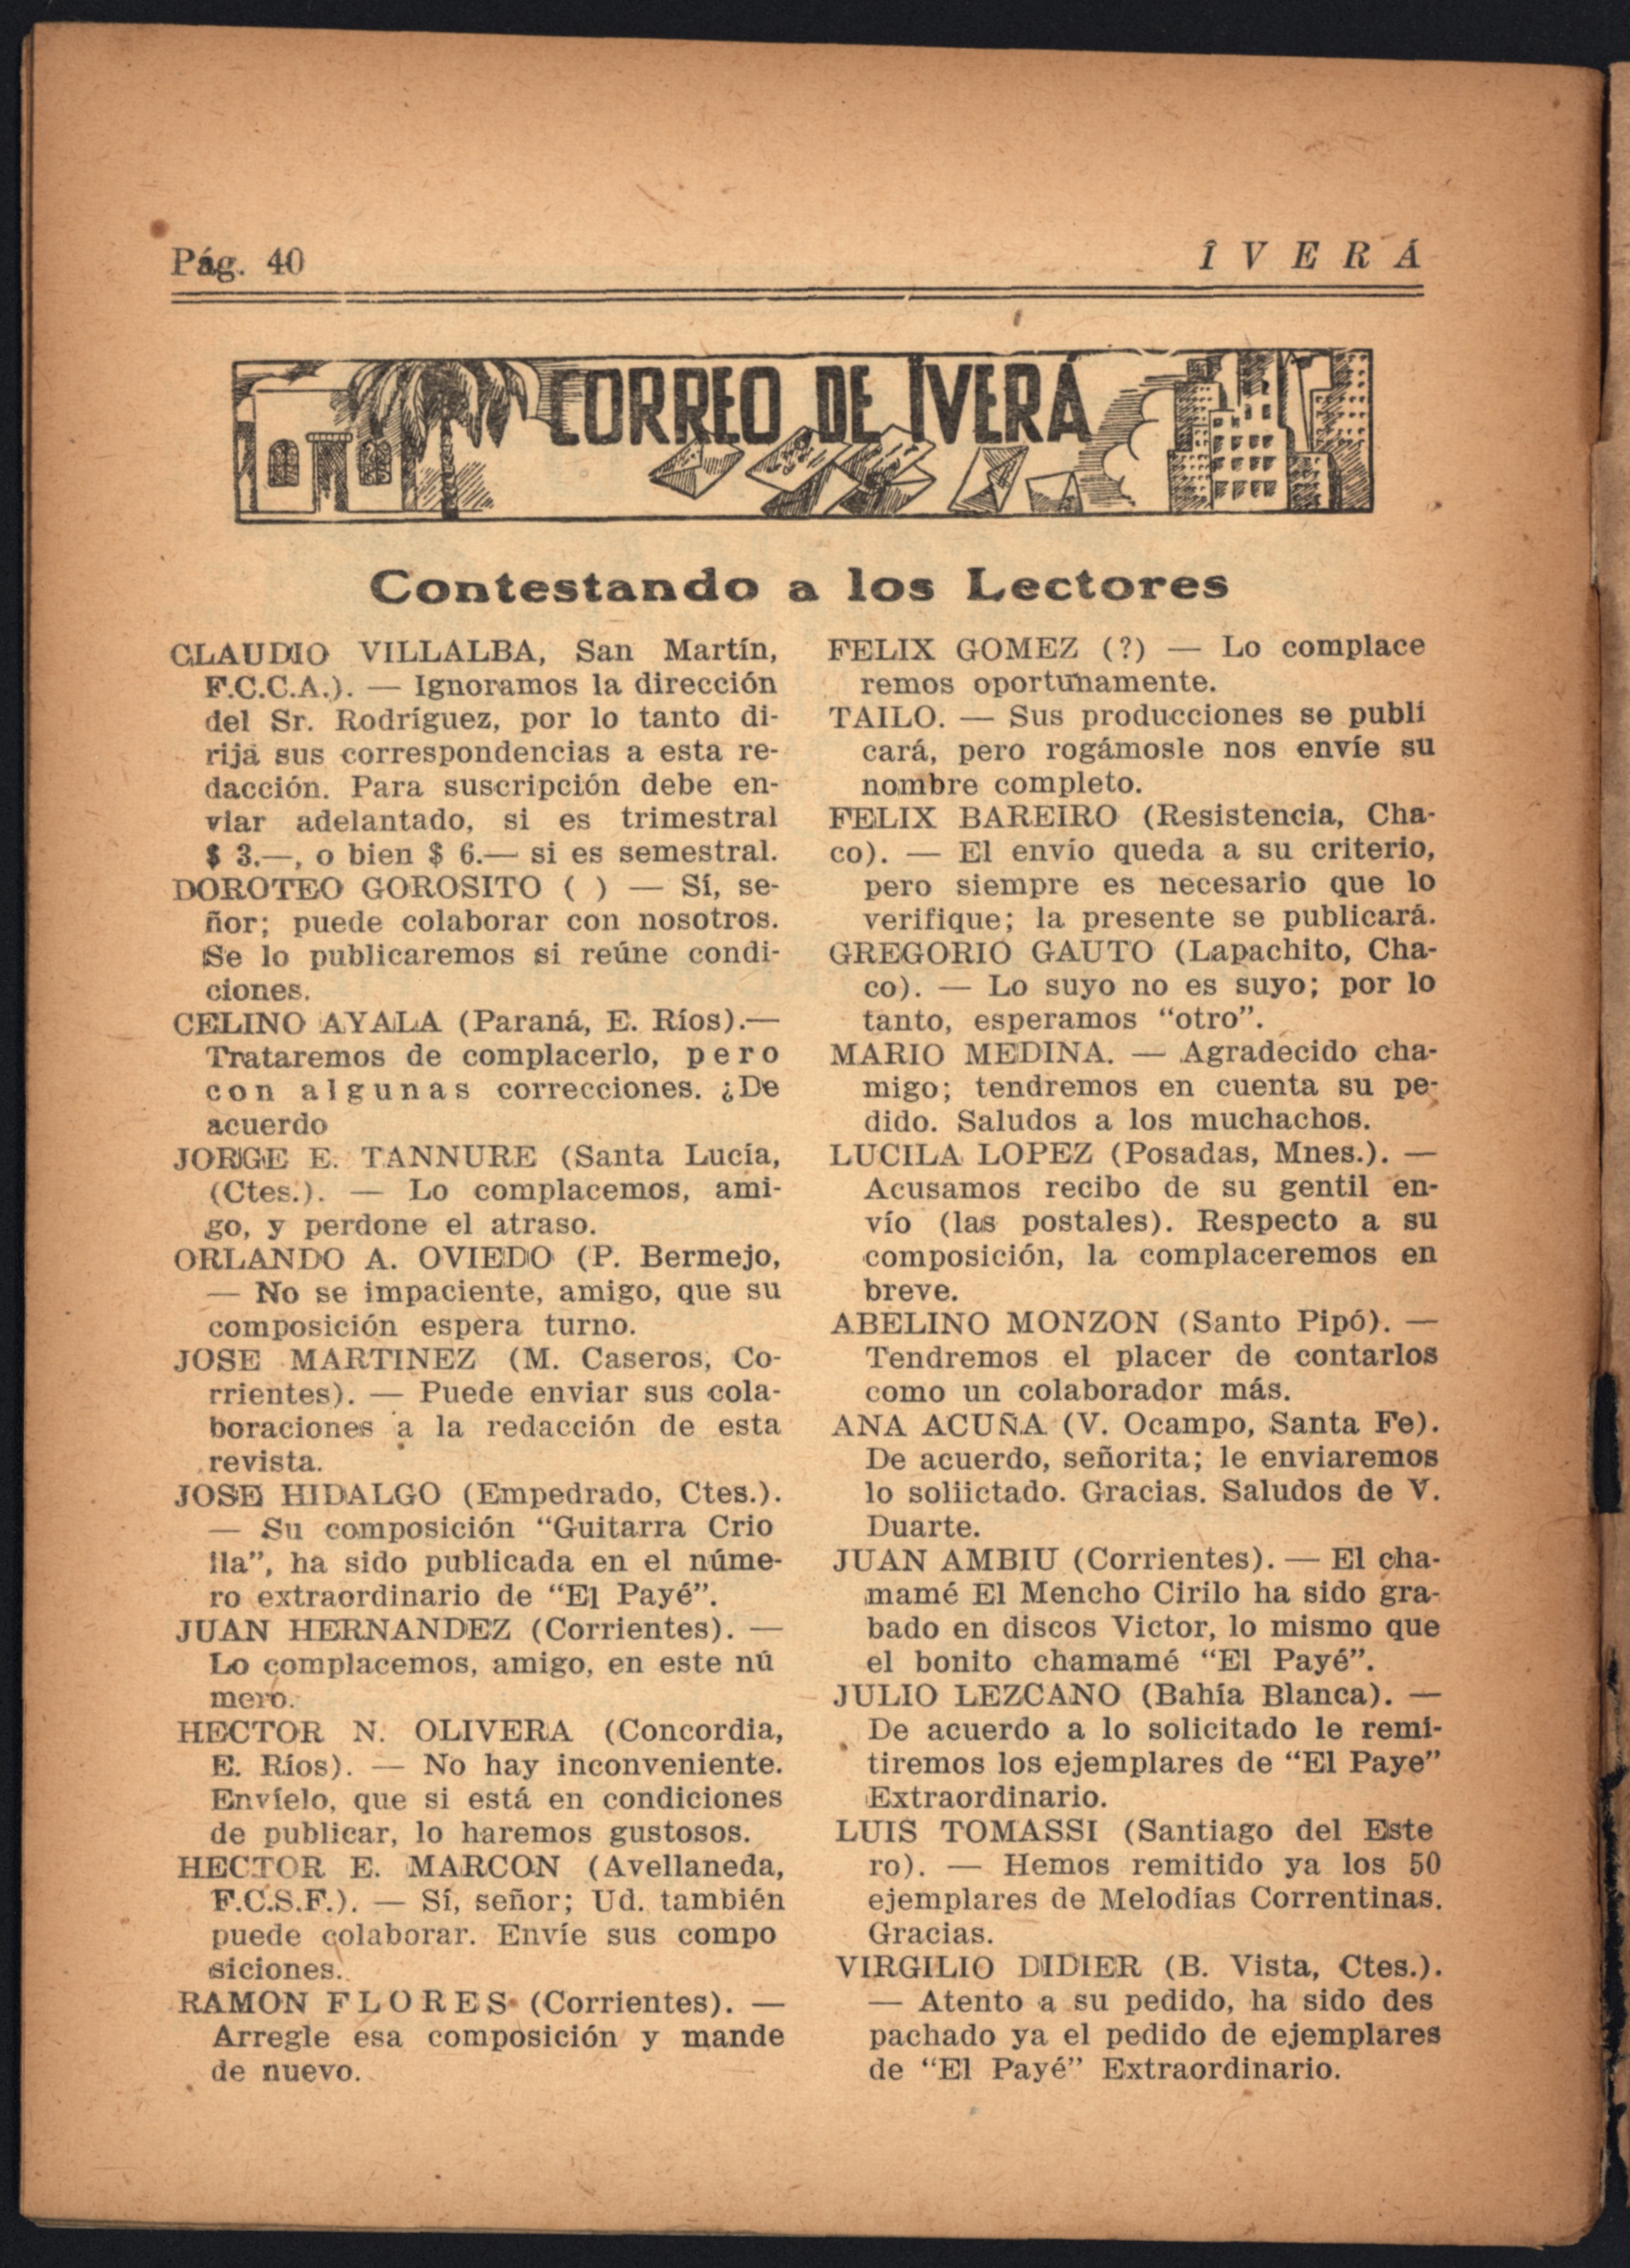 Pág. 40
Î V E R Á
CORREO DE IVERÁ
Contestando a los Lectores
CLAUDIO VILLALBA, San Martín,
F.C.C.A.). — Ignoramos la dirección
del Sr. Rodríguez, por lo tanto di-
rija sus correspondencias a esta re-
dacción. Para suscripción debe en-
viar adelantado, si es trimestral
$ 3.—, o bien $ 6.— si es semestral.
DOROTEO GOROSITO ( ) — Sí, se-
ñor; puede colaborar con nosotros.
Se lo publicaremos si reúne condi-
ciones.
CELINO AYALA (Paraná, E. Ríos).—
Trataremos de complacerlo, pero
con algunas correcciones. ¿De
acuerdo
JORGE E. TANNURE (Santa Lucía,
(Ctes.). — Lo complacemos, ami-
go, y perdone el atraso.
ORLANDO A. OVIEDO (P. Bermejo,
— No se impaciente, amigo, que su
composición espera turno.
JOSE MARTINEZ (M. Caseros, Co-
rrientes). — Puede enviar sus cola-
boraciones a la redacción de esta
revista.
JOSE HIDALGO (Empedrado, Ctes.).
— Su composición “Guitarra Crio
lla”, ha sido publicada en el núme-
ro extraordinario de “El Payé”.
JUAN HERNANDEZ (Corrientes). —
Lo complacemos, amigo, en este nú
mero.
HECTOR N. OLIVERA (Concordia,
E. Ríos). — No hay inconveniente.
Envíelo, que si está en condiciones
de publicar, lo haremos gustosos.
HECTOR E. MARCON (Avellaneda,
F.C.S.F.). — Sí, señor; Ud. también
puede colaborar. Envíe sus compo
siciones.
RAMON FLORES (Corrientes). —
Arregle esa composición y mande
de nuevo.
FELIX GOMEZ (?) — Lo complace
remos oportunamente.
TAILO. — Sus producciones se publi
cará, pero rogámosle nos envíe su
nombre completo.
FELIX BAREIRO (Resistencia, Cha-
co). — El envío queda a su criterio,
pero siempre es necesario que lo
verifique; la presente se publicará.
GREGORIO GAUTO (Lapachito, Cha-
co). — Lo suyo no es suyo; por lo
tanto, esperamos “otro”.
MARIO MEDINA. — Agradecido cha-
migo; tendremos en cuenta su pe-
dido. Saludos a los muchachos.
LUCILA LOPEZ (Posadas, Mnes.). —
Acusamos recibo de su gentil en-
vío (las postales). Respecto a su
composición, la complaceremos en
breve.
ABELINO MONZON (Santo Pipó). —
Tendremos el placer de contarlos
como un colaborador más.
ANA ACUÑA (V. Ocampo, Santa Fe).
De acuerdo, señorita; le enviaremos
lo soliictado. Gracias. Saludos de V.
Duarte.
JUAN AMBIU (Corrientes). — El cha-
mamé El Mencho Cirilo ha sido gra-
bado en discos Victor, lo mismo que
el bonito chamamé “El Payé”.
JULIO LEZCANO (Bahía Blanca). —
De acuerdo a lo solicitado le remi-
tiremos los ejemplares de “El Paye”
Extraordinario.
LUIS TOMASSI (Santiago del Este
ro). — Hemos remitido ya los 50
ejemplares de Melodías Correntinas.
Gracias.
VIRGILIO DIDIER (B. Vista, Ctes.).
— Atento a su pedido, ha sido des
pachado ya el pedido de ejemplares
de “El Payé” Extraordinario.